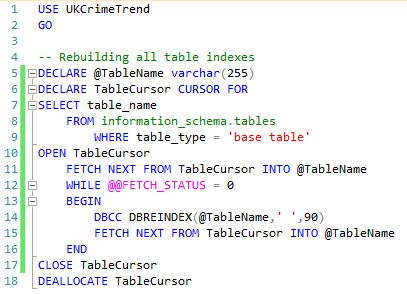 1 USE UKCrimeTrend
2 GO
3
4 -- Rebuilding all table indexes
5 DECLARE @TableName varchar(255)
6 DECLARE TableCursor CURSOR FOR
7 SELECT table_name
8 FROM information_schema.tables
9 WHERE table_type = 'base table'
10 OPEN TableCursor
11 FETCH NEXT FROM TableCursor INTO @TableName
12 WHILE @@FETCH_STATUS = 0
13 BEGIN
14 DBCC DBREINDEX(@TableName,' ',90)
15 FETCH NEXT FROM TableCursor INTO @TableName
16 END
17 CLOSE TableCursor
18 DEALLOCATE TableCursor